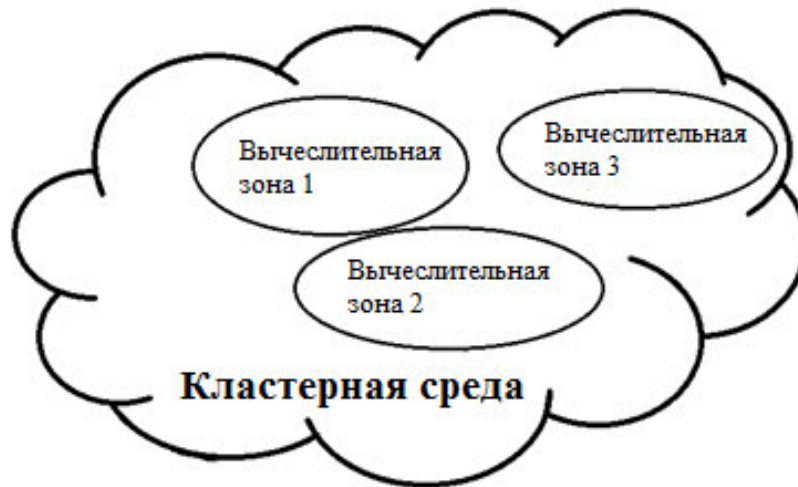 Вычеслительная
зона 1
Вычеслительная
зона 3
Вычеслительная
зона 2
Кластерная среда